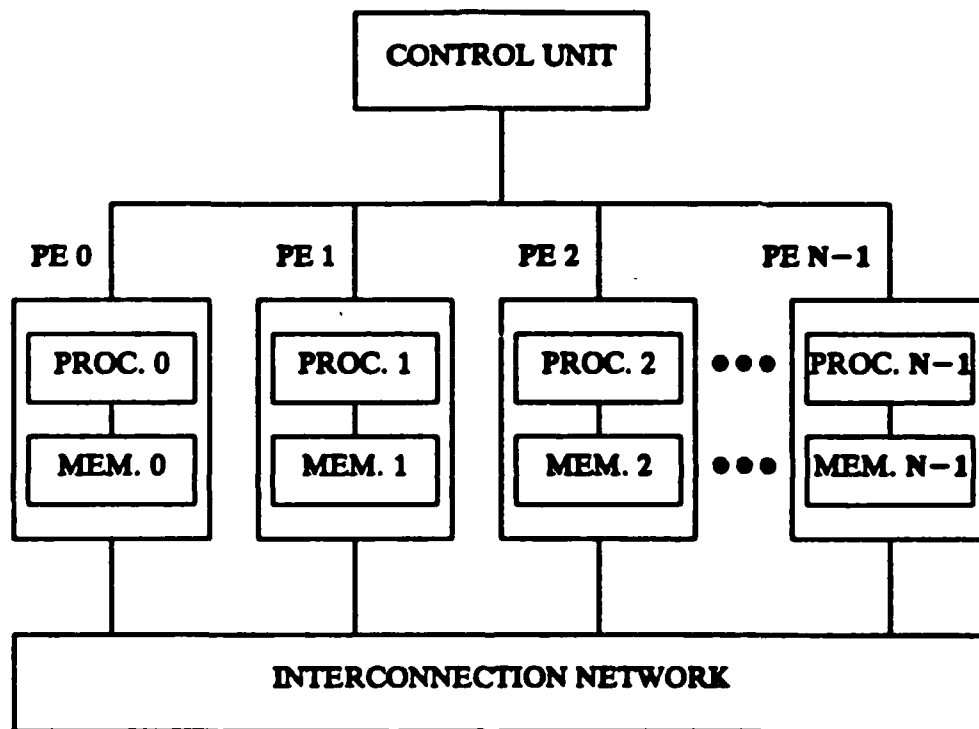 CONTROL UNIT
PE 0
PE 1
PE 2
PE N−1
PROC. 0
PROC. 1
PROC. 2
●●●
PROC. N−1
MEM. 0
MEM. 1
MEM. 2
●●●
MEM. N−1
INTERCONNECTION NETWORK